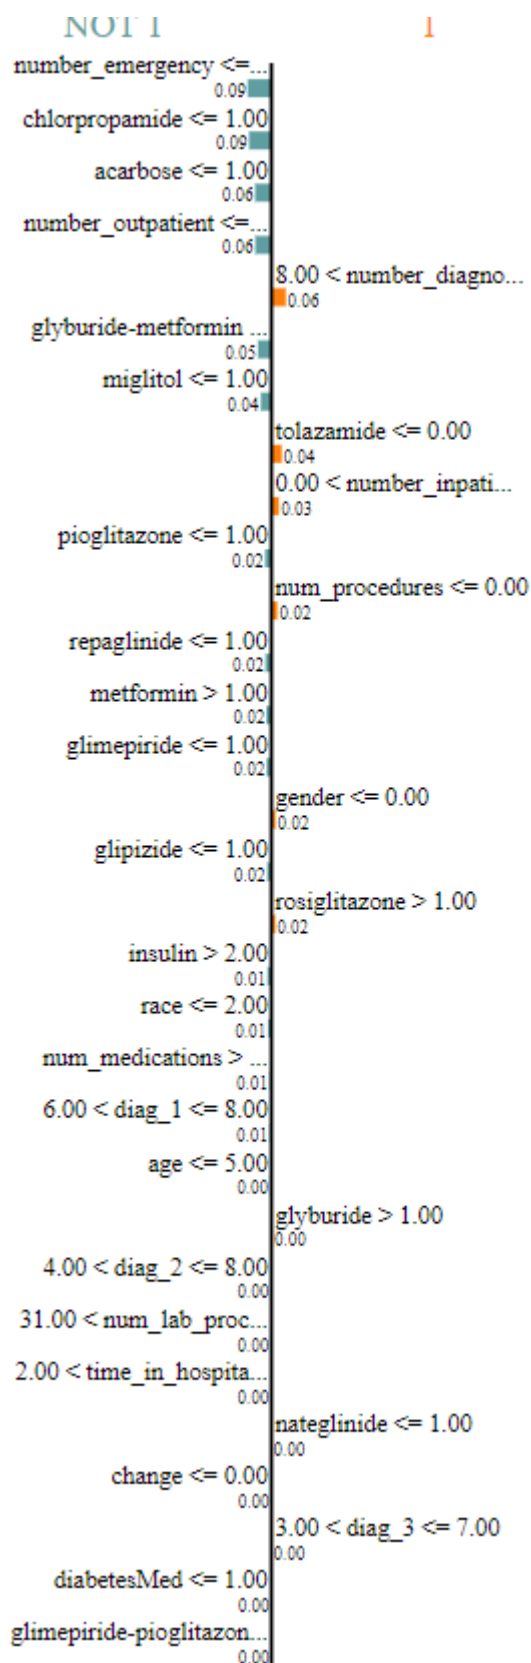 NOT 1
1
number_emergency <=...
0.09
chlorpropamide <= 1.00
0.09
acarbose <= 1.00
0.06
number_outpatient <=...
0.06
8.00 < number_diagno...
0.06
glyburide-metformin ...
0.05
miglitol <= 1.00
0.04
tolazamide <= 0.00
0.04
0.00 < number_inpati...
0.03
pioglitazone <= 1.00
0.02
num_procedures <= 0.00
0.02
repaglinide <= 1.00
0.02
metformin > 1.00
0.02
glimepiride <= 1.00
0.02
gender <= 0.00
0.02
glipizide <= 1.00
0.02
rosiglitazone > 1.00
0.02
insulin > 2.00
0.01
race <= 2.00
0.01
num_medications > ...
0.01
6.00 < diag_1 <= 8.00
0.01
age <= 5.00
0.00
glyburide > 1.00
0.00
4.00 < diag_2 <= 8.00
0.00
31.00 < num_lab_proc...
0.00
2.00 < time_in_hospita...
0.00
nateglinide <= 1.00
0.00
change <= 0.00
0.00
3.00 < diag_3 <= 7.00
0.00
diabetesMed <= 1.00
0.00
glimepiride-pioglitazon...
0.00